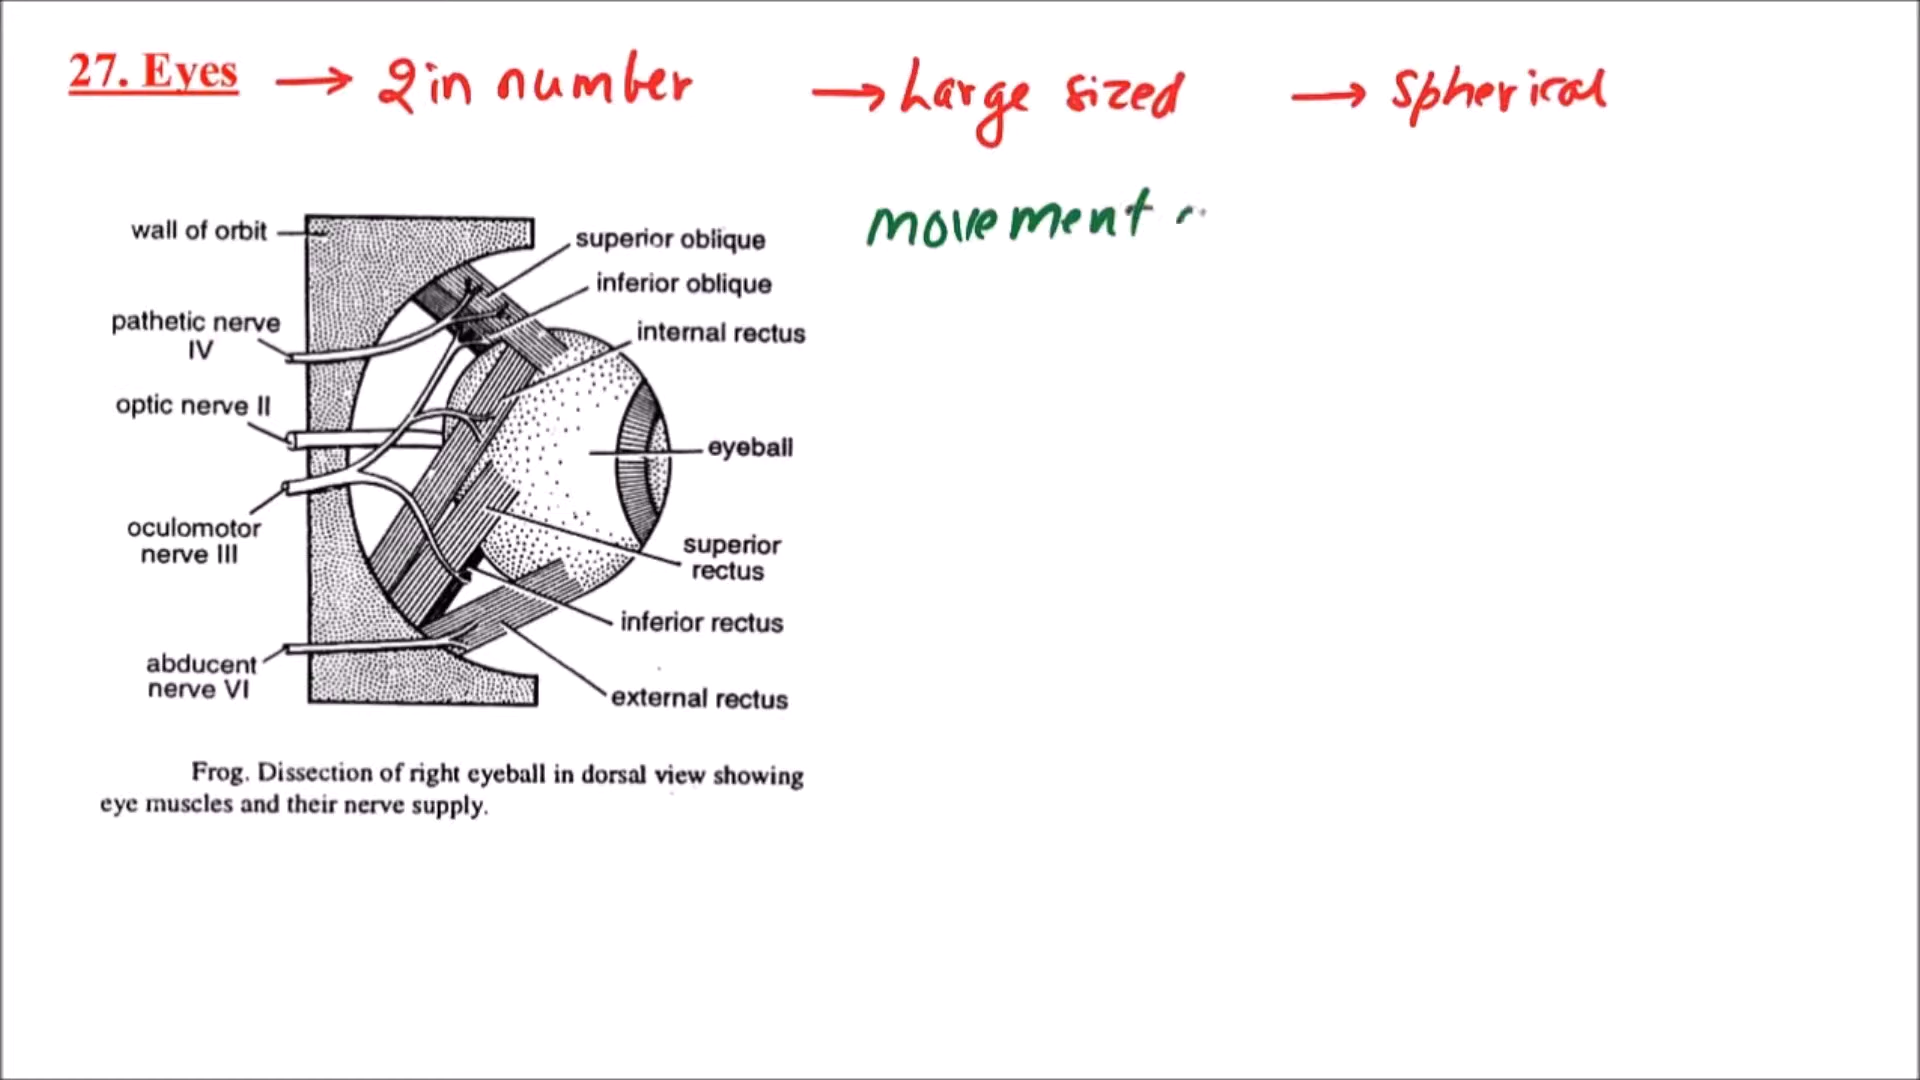 27. Eyes → 2 in number → Large sized → Spherical
movement
wall of orbit
superior oblique
inferior oblique
pathetic nerve
IV
internal rectus
optic nerve II
eyeball
oculomotor
nerve III
superior
rectus
inferior rectus
abducent
nerve VI
external rectus
Frog. Dissection of right eyeball in dorsal view showing
eye muscles and their nerve supply.